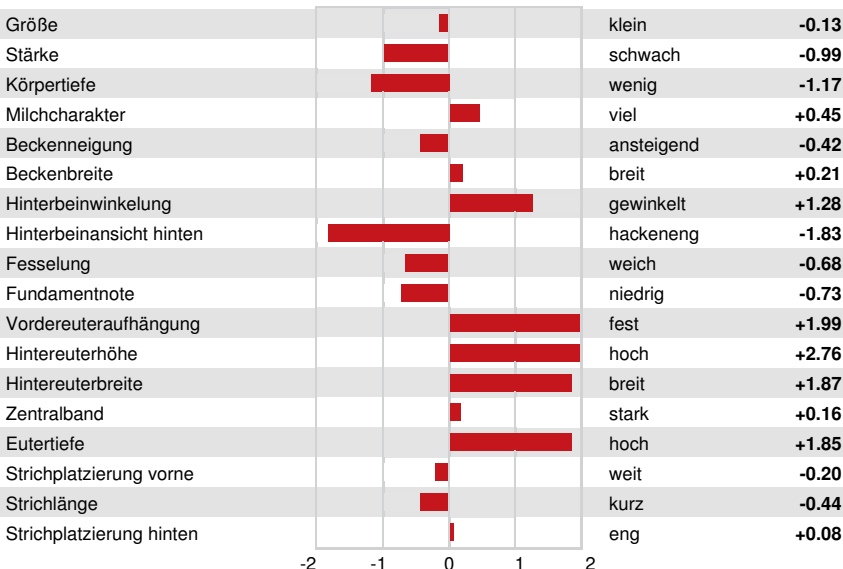 Größe klein -0.13
Stärke schwach -0.99
Körpertiefe wenig -1.17
Milchcharakter viel +0.45
Beckenneigung ansteigend -0.42
Beckenbreite breit +0.21
Hinterbeinwinkelung gewinkelt +1.28
Hinterbeinansicht hinten hackeneng -1.83
Fesselung weich -0.68
Fundamentnote niedrig -0.73
Vordereuteraufhängung fest +1.99
Hintereuterhöhe hoch +2.76
Hintereuterbreite breit +1.87
Zentralband stark +0.16
Eutertiefe hoch +1.85
Strichplatzierung vorne weit -0.20
Strichlänge kurz -0.44
Strichplatzierung hinten eng +0.08
-2 -1 0 1 2